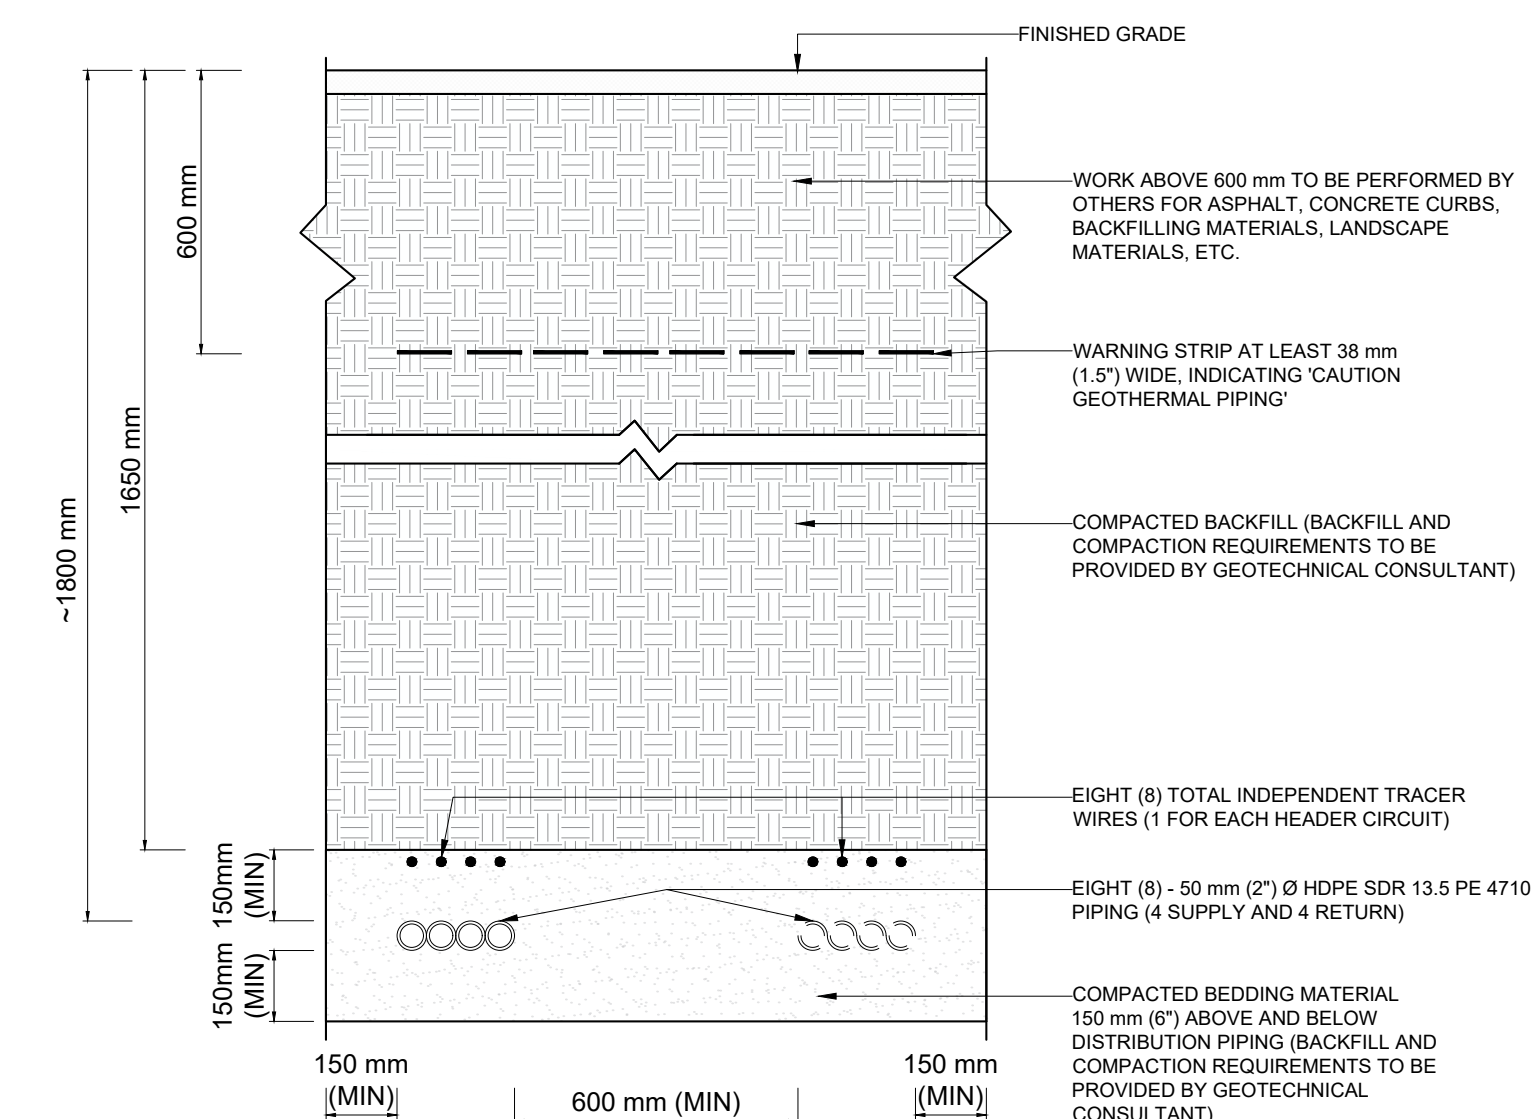 FINISHED GRADE
WORK ABOVE 600 mm TO BE PERFORMED BY
OTHERS FOR ASPHALT, CONCRETE CURBS,
BACKFILLING MATERIALS, LANDSCAPE
MATERIALS, ETC.
600 mm
WARNING STRIP AT LEAST 38 mm
(1.5") WIDE, INDICATING 'CAUTION
GEOTHERMAL PIPING'
1650 mm
~1800 mm
COMPACTED BACKFILL (BACKFILL AND
COMPACTION REQUIREMENTS TO BE
PROVIDED BY GEOTECHNICAL CONSULTANT)
EIGHT (8) TOTAL INDEPENDENT TRACER
WIRES (1 FOR EACH HEADER CIRCUIT)
150mm
(MIN)
EIGHT (8) - 50 mm (2") Ø HDPE SDR 13.5 PE 4710
PIPING (4 SUPPLY AND 4 RETURN)
150mm
(MIN)
COMPACTED BEDDING MATERIAL
150 mm (6") ABOVE AND BELOW
DISTRIBUTION PIPING (BACKFILL AND
COMPACTION REQUIREMENTS TO BE
PROVIDED BY GEOTECHNICAL
CONSULTANT)
150 mm
(MIN)
600 mm (MIN)
150 mm
(MIN)